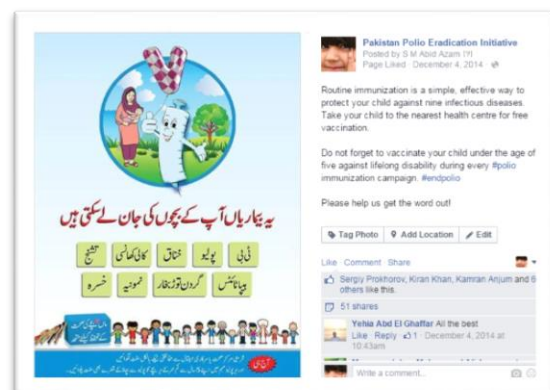 یہ بیماریاں آپ کے بچوں کی جان لے سکتی ہیں
ٹی بی
پولیو
خناق
کالی کھانسی
تشنج
ہیپاٹائٹس
گردن توڑ بخار
نمونیہ
خسرہ
Pakistan Polio Eradication Initiative
Posted by S M Abid Azam
Page Liked · December 4, 2014 ·
Routine immunization is a simple, effective way to
protect your child against nine infectious diseases.
Take your child to the nearest health centre for free
vaccination.
Do not forget to vaccinate your child under the age of
five against lifelong disability during every #polio
immunization campaign. #endpolio
Please help us get the word out!
Tag Photo Add Location Edit
Like · Comment · Share
Sergiy Prokhorov, Kiran Khan, Kamran Anjum and 6
others like this.
51 shares
Yehia Abd El Ghaffar All the best
Like · Reply · 1 · December 4, 2014 at
10:43am
Write a comment...